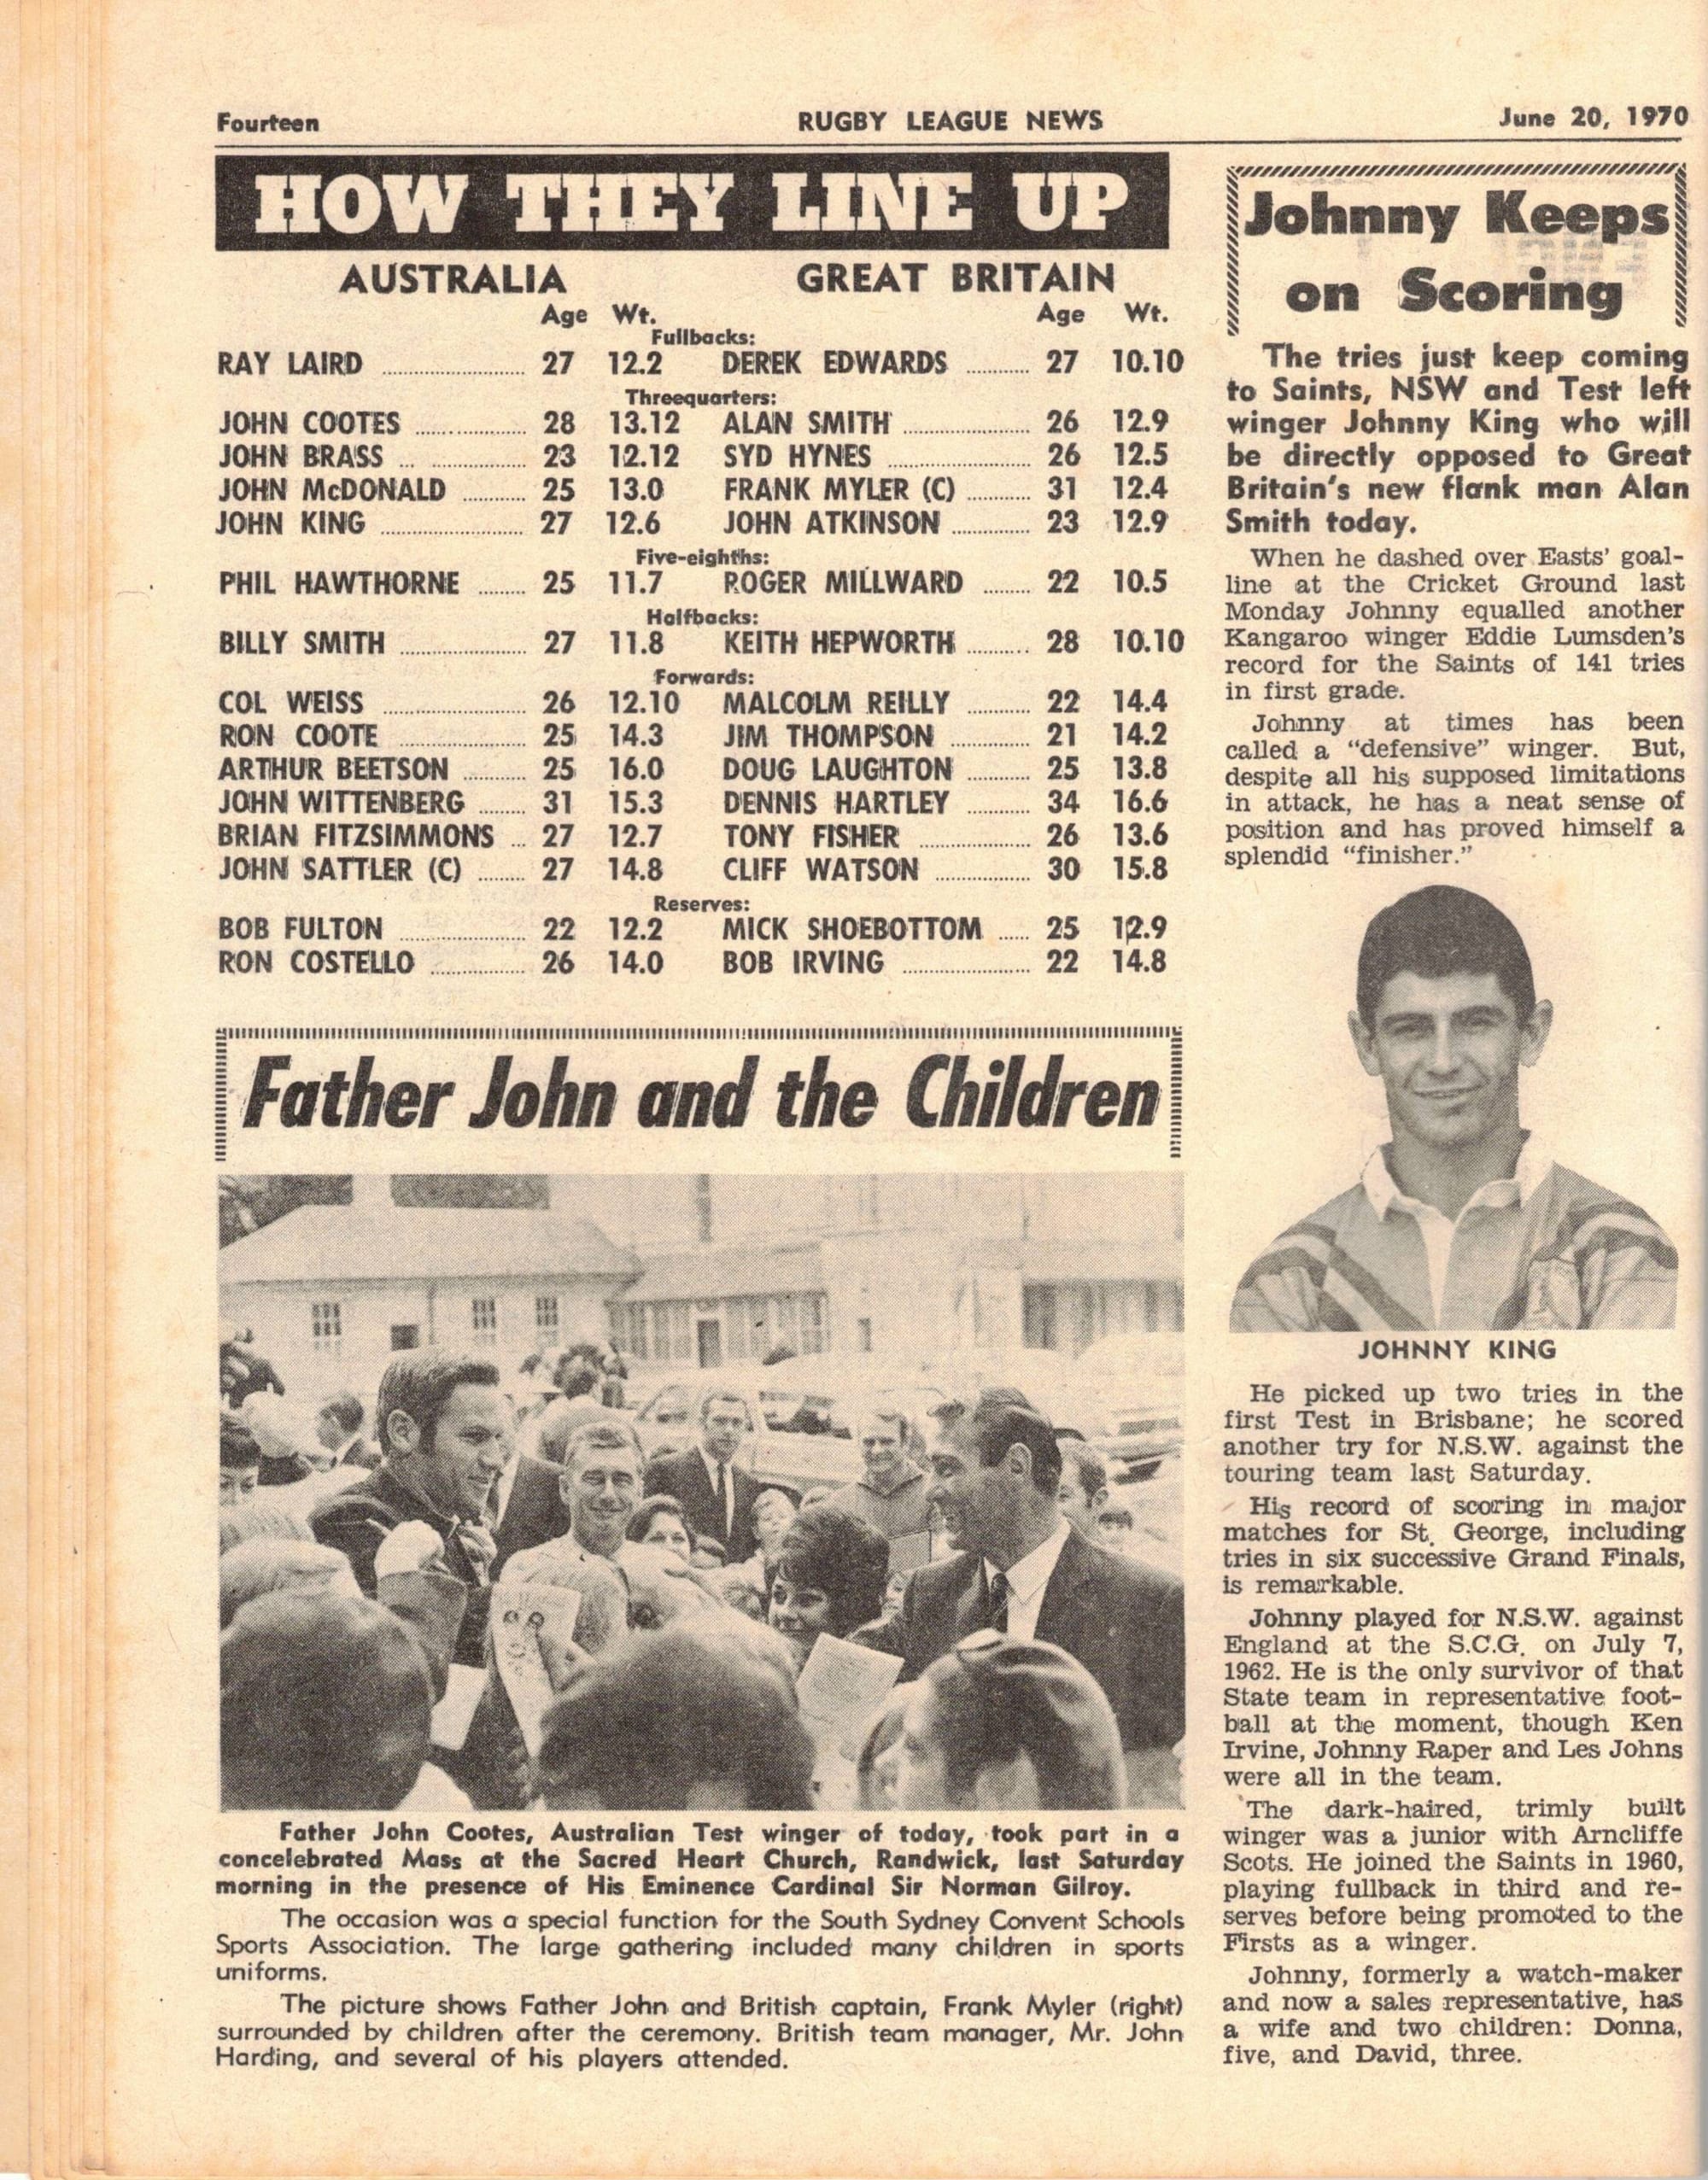 Fourteen RUGBY LEAGUE NEWS June 20, 1970
HOW THEY LINE UP
AUSTRALIA GREAT BRITAIN
Age Wt. Age Wt.
Fullbacks:
RAY LAIRD ........ 27 12.2 DEREK EDWARDS ........ 27 10.10
Threequarters:
JOHN COOTES ........ 28 13.12 ALAN SMITH ........ 26 12.9
JOHN BRASS ........ 23 12.12 SYD HYNES ........ 26 12.5
JOHN McDONALD ........ 25 13.0 FRANK MYLER (C) ........ 31 12.4
JOHN KING ........ 27 12.6 JOHN ATKINSON ........ 23 12.9
Five-eighths:
PHIL HAWTHORNE ........ 25 11.7 ROGER MILLWARD ........ 22 10.5
Halfbacks:
BILLY SMITH ........ 27 11.8 KEITH HEPWORTH ........ 28 10.10
Forwards:
COL WEISS ........ 26 12.10 MALCOLM REILLY ........ 22 14.4
RON COOTE ........ 25 14.3 JIM THOMPSON ........ 21 14.2
ARTHUR BEETSON ........ 25 16.0 DOUG LAUGHTON ........ 25 13.8
JOHN WITTENBERG ........ 31 15.3 DENNIS HARTLEY ........ 34 16.6
BRIAN FITZSIMMONS ... 27 12.7 TONY FISHER ........ 26 13.6
JOHN SATTLER (C) ........ 27 14.8 CLIFF WATSON ........ 30 15.8
Reserves:
BOB FULTON ........ 22 12.2 MICK SHOEBOTTOM ...... 25 12.9
RON COSTELLO ........ 26 14.0 BOB IRVING ........ 22 14.8
Father John and the Children
Father John Cootes, Australian Test winger of today, took part in a
concelebrated Mass at the Sacred Heart Church, Randwick, last Saturday
morning in the presence of His Eminence Cardinal Sir Norman Gilroy.
The occasion was a special function for the South Sydney Convent Schools
Sports Association. The large gathering included many children in sports
uniforms.
The picture shows Father John and British captain, Frank Myler (right)
surrounded by children after the ceremony. British team manager, Mr. John
Harding, and several of his players attended.
Johnny Keeps
on Scoring
The tries just keep coming
to Saints, NSW and Test left
winger Johnny King who will
be directly opposed to Great
Britain's new flank man Alan
Smith today.
When he dashed over Easts' goal-
line at the Cricket Ground last
Monday Johnny equalled another
Kangaroo winger Eddie Lumsden's
record for the Saints of 141 tries
in first grade.
Johnny at times has been
called a "defensive" winger. But,
despite all his supposed limitations
in attack, he has a neat sense of
position and has proved himself a
splendid "finisher."
JOHNNY KING
He picked up two tries in the
first Test in Brisbane; he scored
another try for N.S.W. against the
touring team last Saturday.
His record of scoring in major
matches for St. George, including
tries in six successive Grand Finals,
is remarkable.
Johnny played for N.S.W. against
England at the S.C.G. on July 7,
1962. He is the only survivor of that
State team in representative foot-
ball at the moment, though Ken
Irvine, Johnny Raper and Les Johns
were all in the team.
The dark-haired, trimly built
winger was a junior with Arncliffe
Scots. He joined the Saints in 1960,
playing fullback in third and re-
serves before being promoted to the
Firsts as a winger.
Johnny, formerly a watch-maker
and now a sales representative, has
a wife and two children: Donna,
five, and David, three.